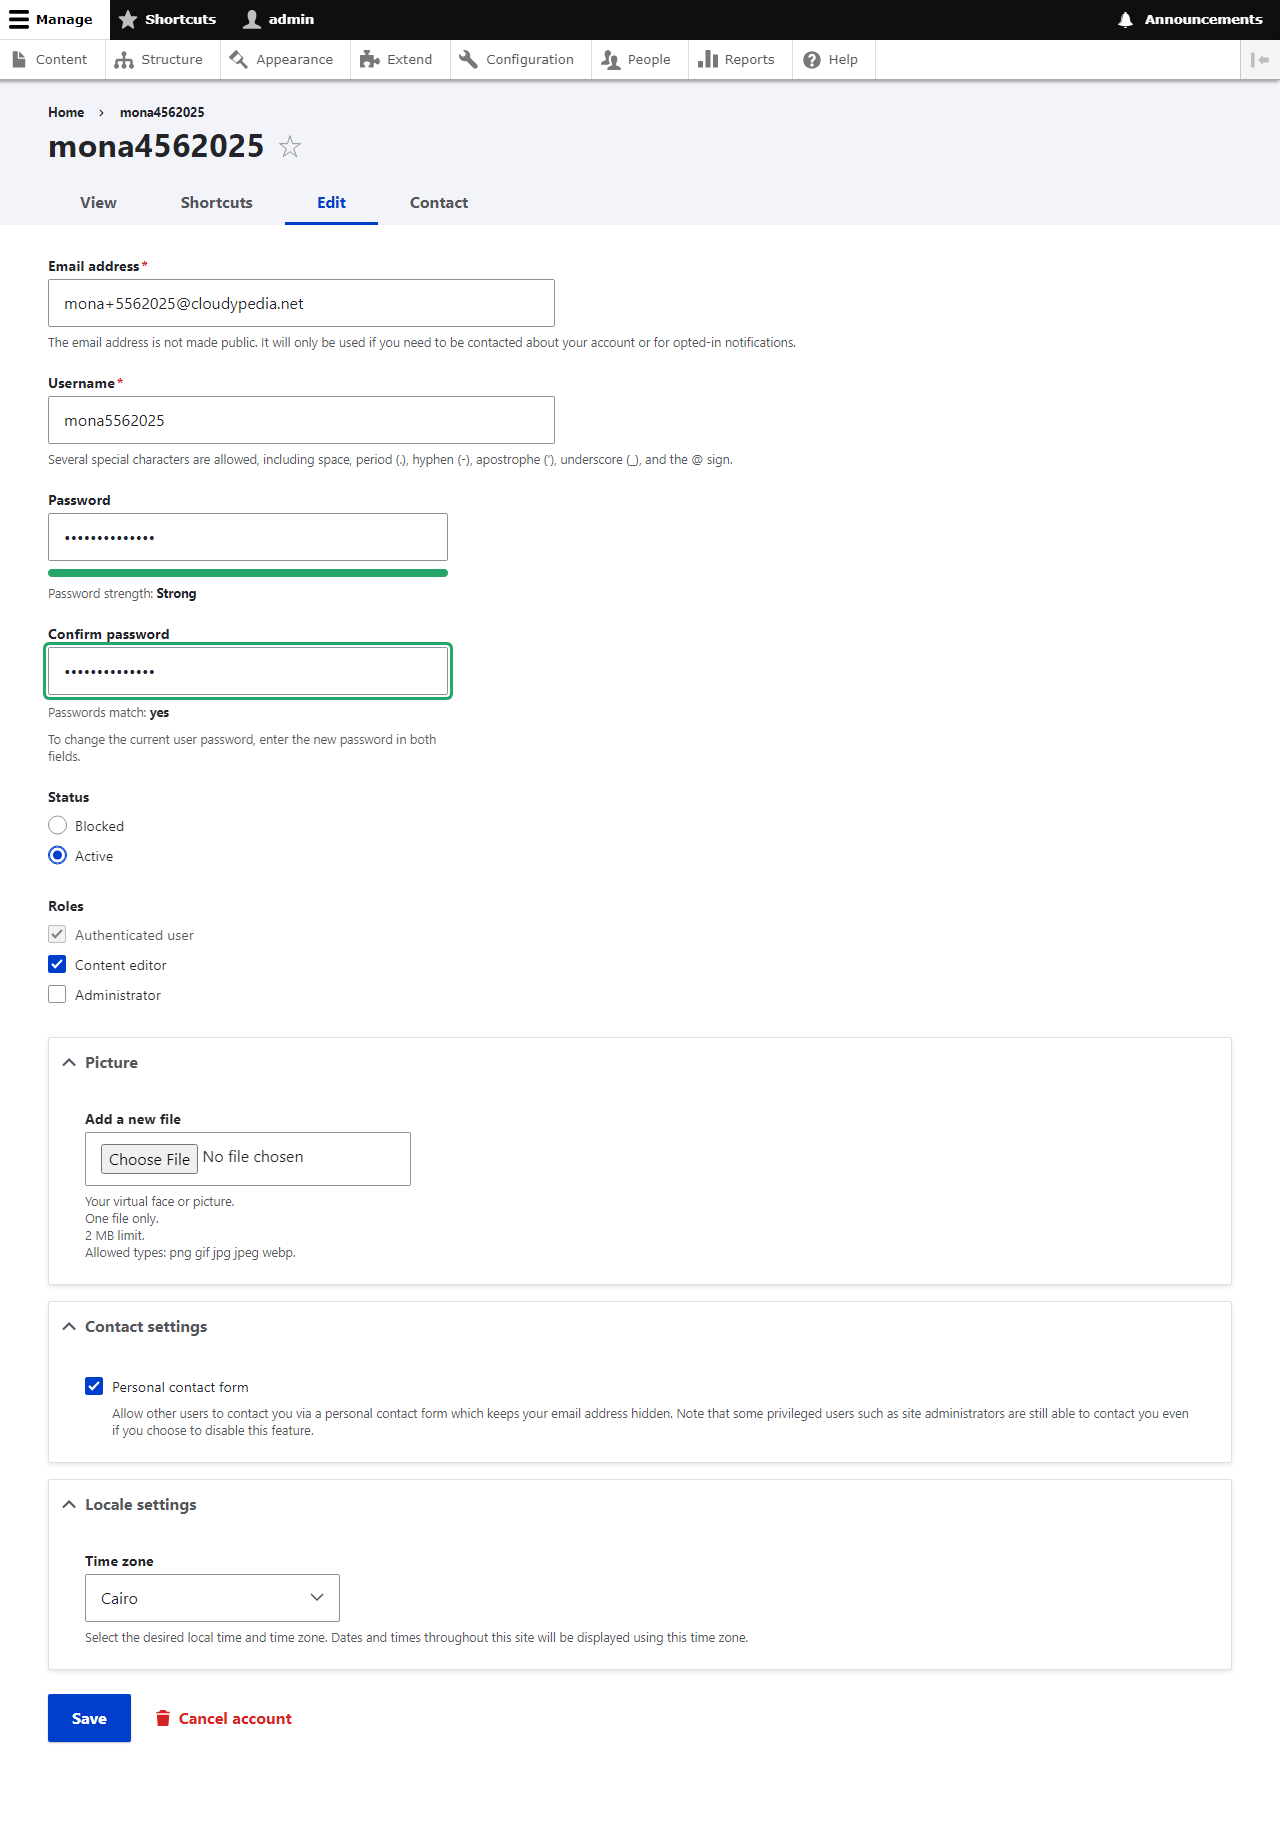 Manage Shortcuts admin Announcements
Content Structure Appearance Extend Configuration People Reports Help
Home › mona4562025
mona4562025
View Shortcuts Edit Contact
Email address*
mona+5562025@cloudypedia.net
The email address is not made public. It will only be used if you need to be contacted about your account or for opted-in notifications.
Username*
mona5562025
Several special characters are allowed, including space, period (.), hyphen (-), apostrophe ('), underscore (_), and the @ sign.
Password
••••••••••••••
Password strength: Strong
Confirm password
••••••••••••••
Passwords match: yes
To change the current user password, enter the new password in both
fields.
Status
Blocked
Active
Roles
Authenticated user
Content editor
Administrator
Picture
Add a new file
Choose File No file chosen
Your virtual face or picture.
One file only.
2 MB limit.
Allowed types: png gif jpg jpeg webp.
Contact settings
Personal contact form
Allow other users to contact you via a personal contact form which keeps your email address hidden. Note that some privileged users such as site administrators are still able to contact you even
if you choose to disable this feature.
Locale settings
Time zone
Cairo
Select the desired local time and time zone. Dates and times throughout this site will be displayed using this time zone.
Save Cancel account